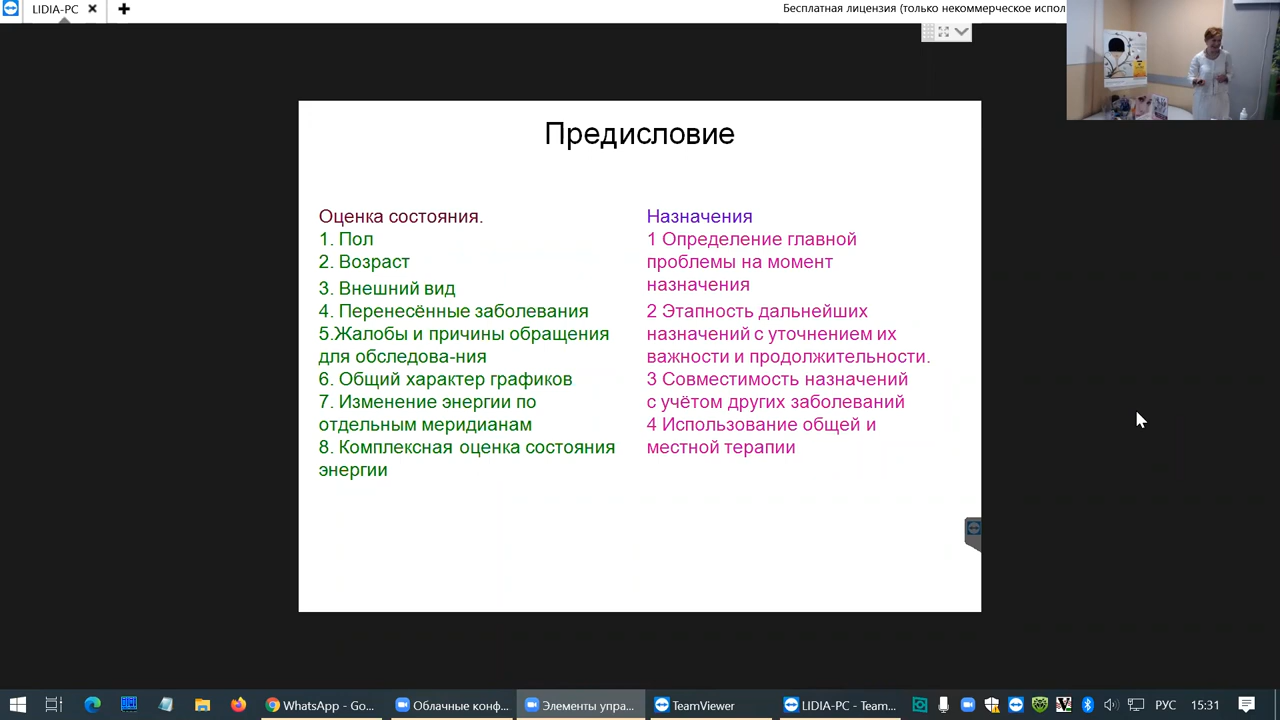 LIDIA-PC
Бесплатная лицензия (только некоммерческое испол
Предисловие
Оценка состояния.
1. Пол
2. Возраст
3. Внешний вид
4. Перенесённые заболевания
5.Жалобы и причины обращения
для обследова-ния
6. Общий характер графиков
7. Изменение энергии по
отдельным меридианам
8. Комплексная оценка состояния
энергии
Назначения
1 Определение главной
проблемы на момент
назначения
2 Этапность дальнейших
назначений с уточнением их
важности и продолжительности.
3 Совместимость назначений
с учётом других заболеваний
4 Использование общей и
местной терапии
WhatsApp - Go...
Облачные конф...
Элементы упра...
TeamViewer
LIDIA-PC - Team...
РУС
15:31